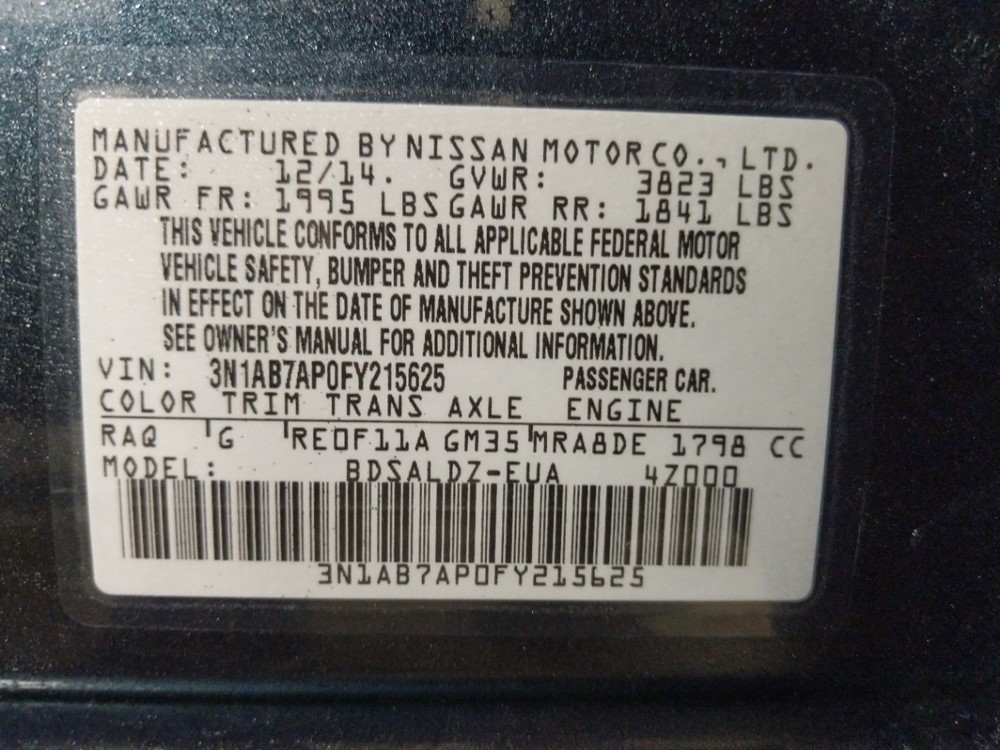 MANUFACTURED BY NISSAN MOTOR CO., LTD.
DATE: 12/14. GVWR: 3823 LBS
GAWR FR: 1995 LBS GAWR RR: 1841 LBS
THIS VEHICLE CONFORMS TO ALL APPLICABLE FEDERAL MOTOR
VEHICLE SAFETY, BUMPER AND THEFT PREVENTION STANDARDS
IN EFFECT ON THE DATE OF MANUFACTURE SHOWN ABOVE.
SEE OWNER'S MANUAL FOR ADDITIONAL INFORMATION.
VIN: 3N1AB7AP0FY215625 PASSENGER CAR.
COLOR TRIM TRANS AXLE ENGINE
RAQ G RE0F11A GM35 MRA8DE 1798 CC
MODEL: BDSALDZ-EUA 4Z000
3N1AB7AP0FY215625